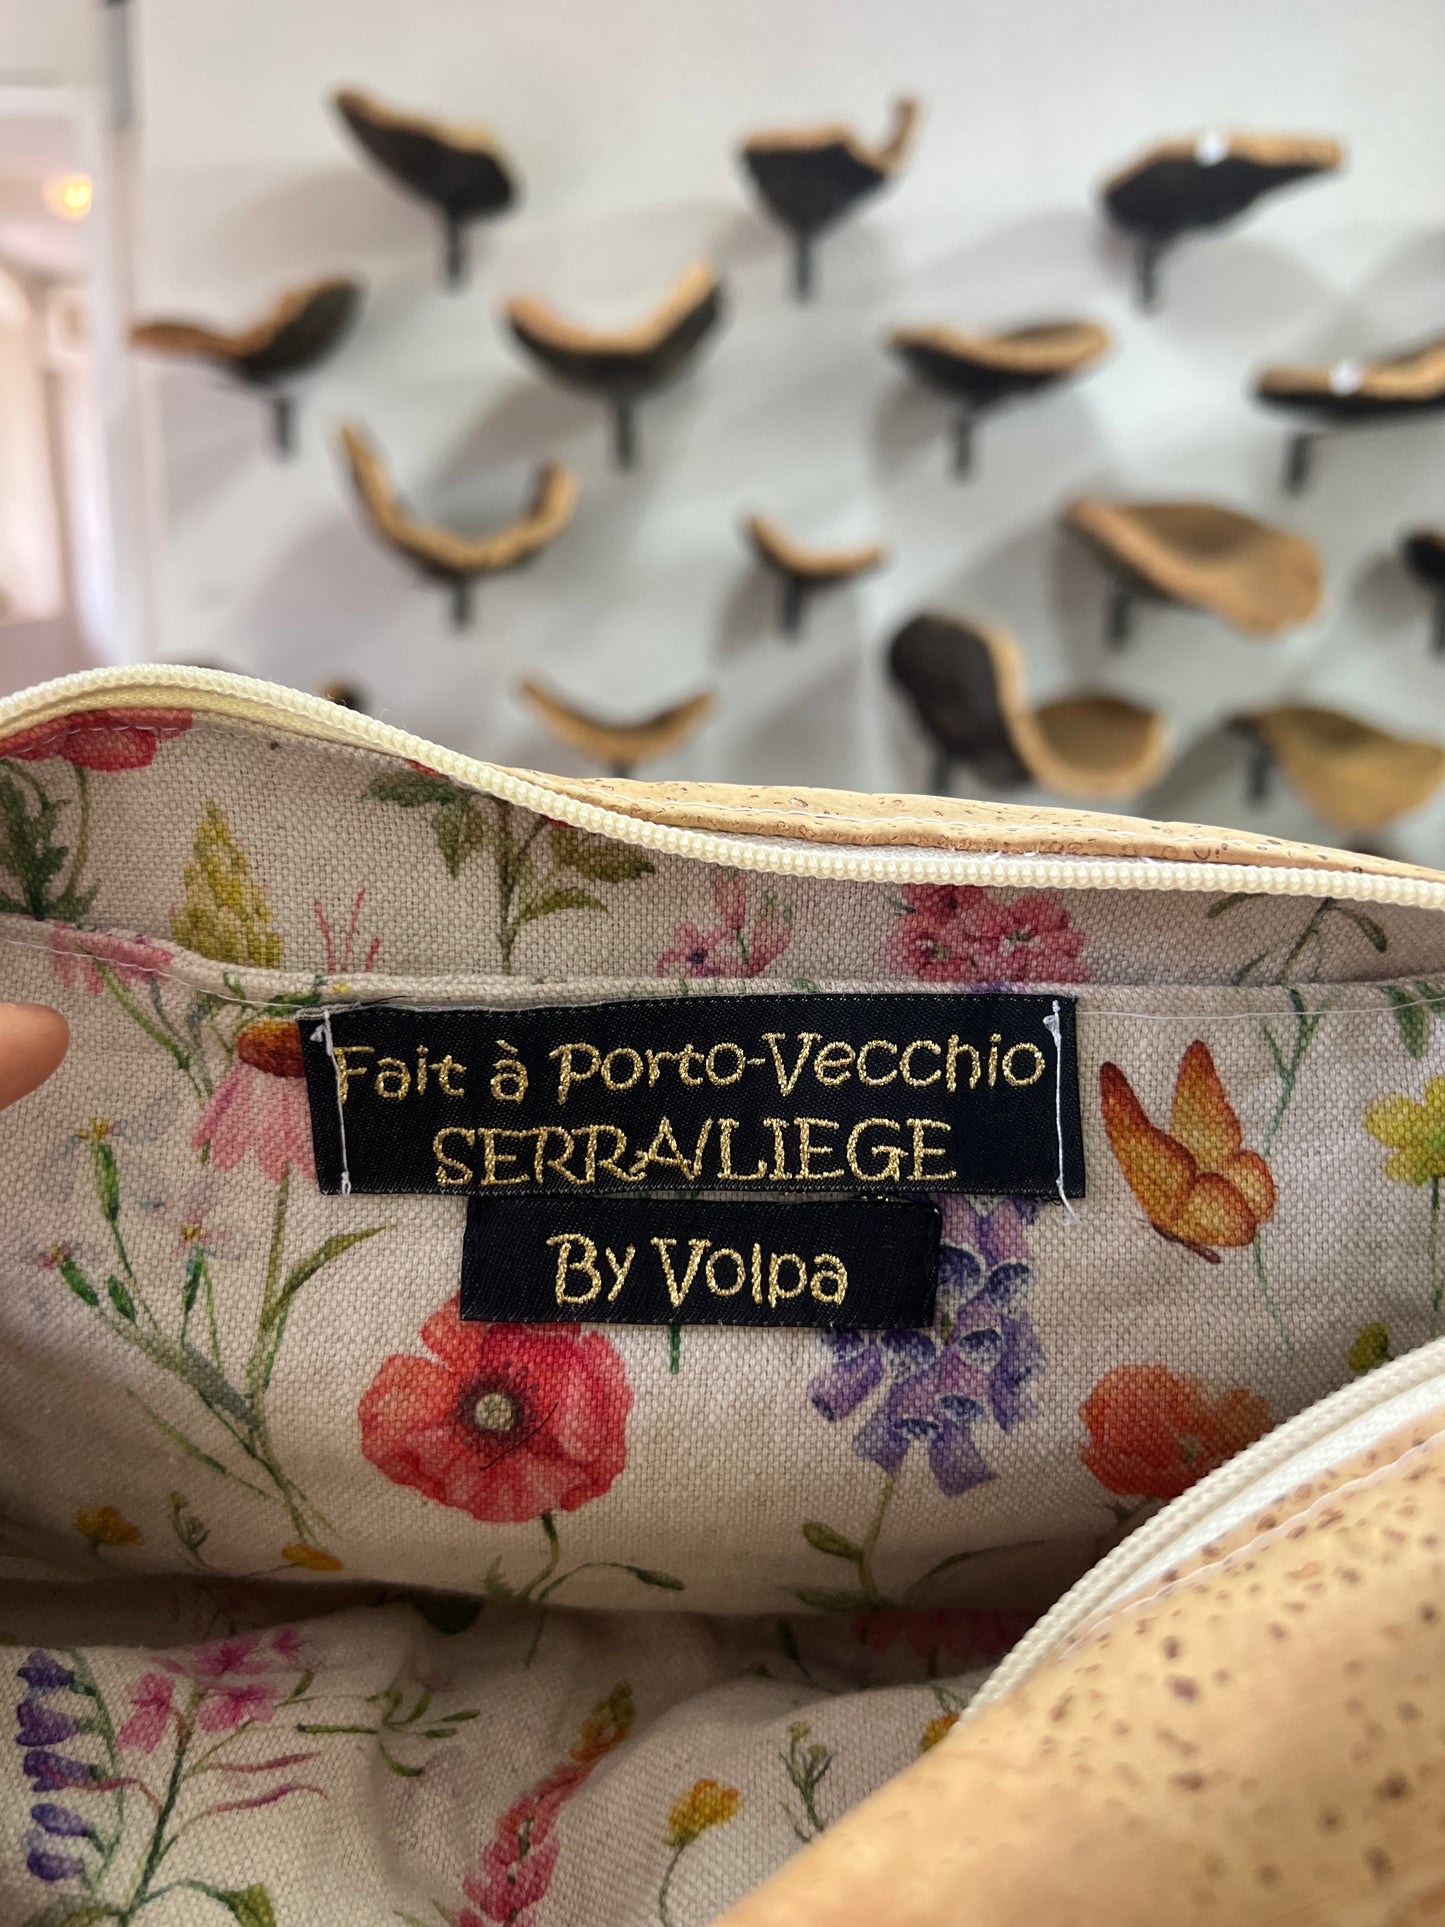 Fait à Porto-Vecchio
SERRA/LIEGE
By Volpa